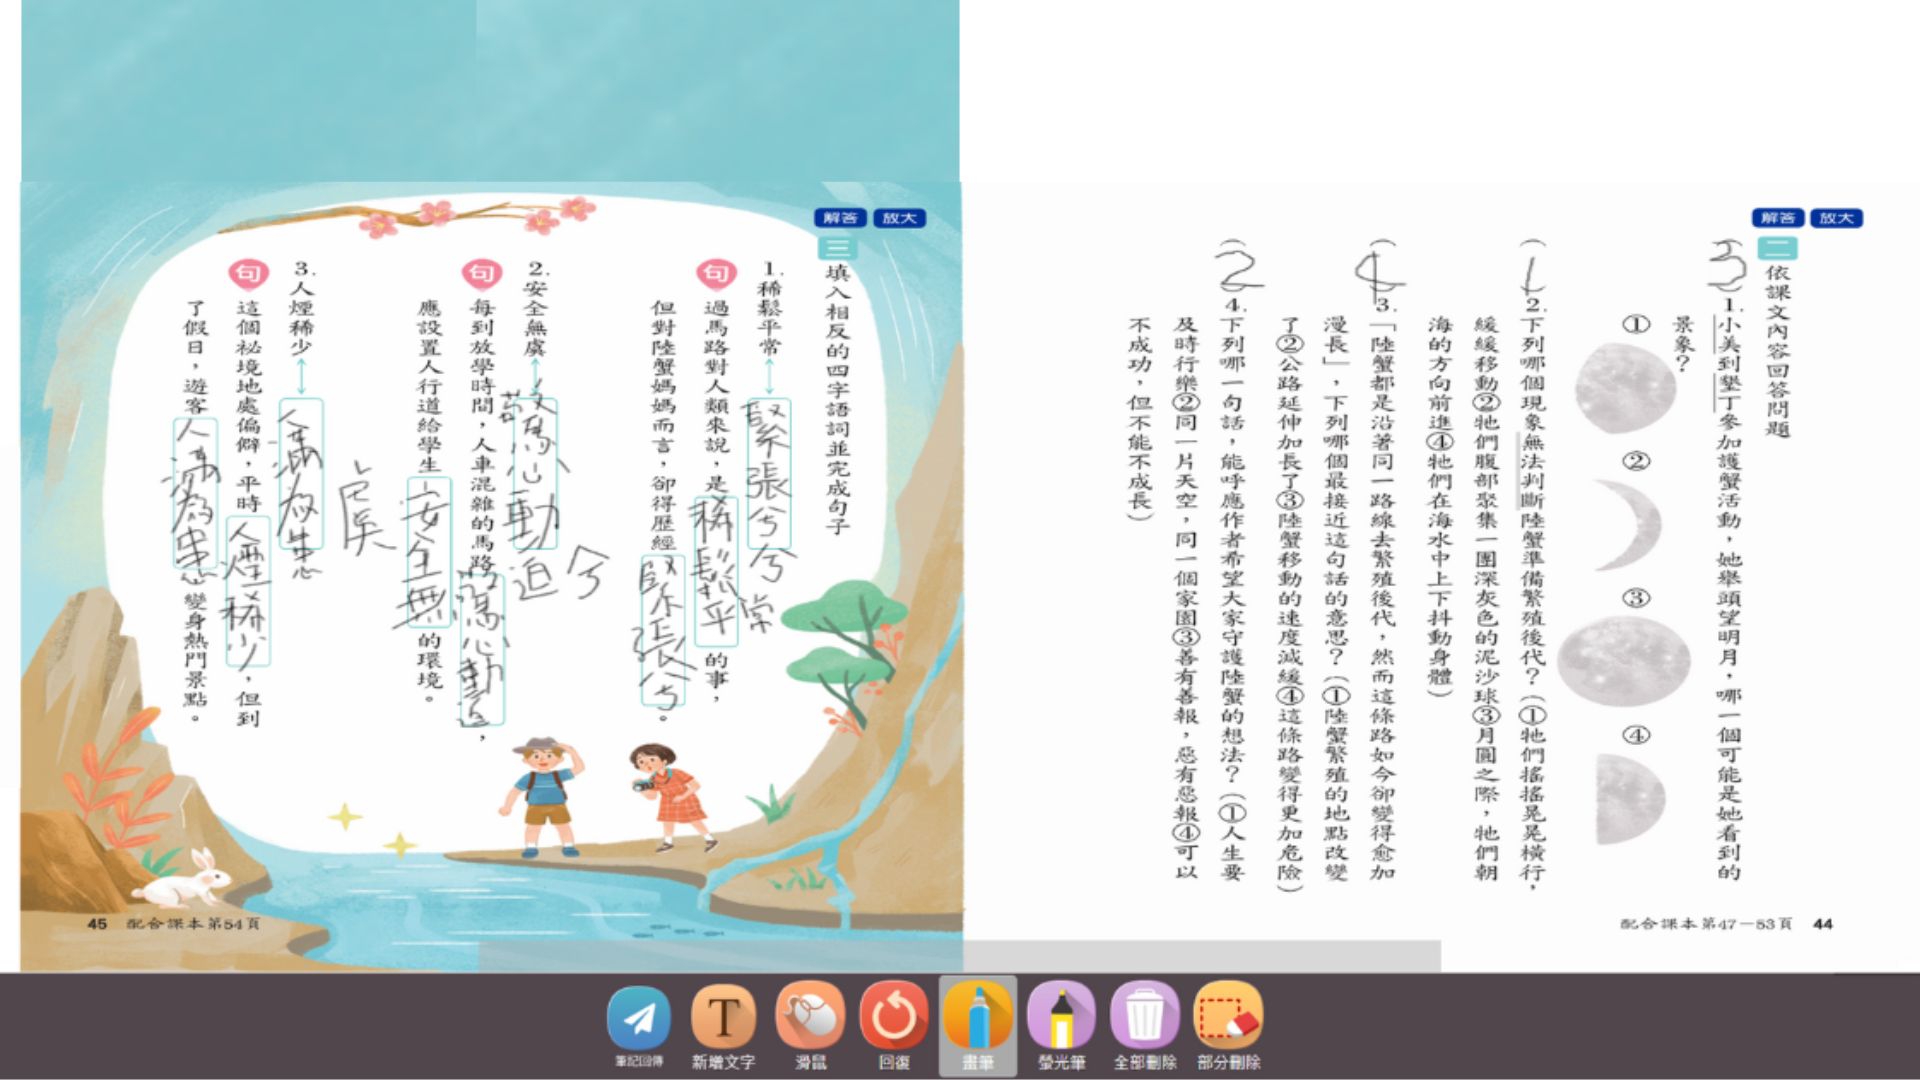 解答 放大
二 依課文內容回答問題
(3)1.小美到墾丁參加護蟹活動，她舉頭望明月，哪一個可能是她看到的
景象？
①
②
③
④
(1)2.下列哪個現象無法判斷陸蟹準備繁殖後代？(①牠們搖搖晃晃橫行，
緩緩移動②牠們腹部聚集一團深灰色的泥沙球③月圓之際，牠們朝
海的方向前進④牠們在海水中上下抖動身體)
(4)3.「陸蟹都是沿著同一路線去繁殖後代，然而這條路如今卻變得愈加
漫長」，下列哪個最接近這句話的意思？(①陸蟹繁殖的地點改變
了②公路延伸加長了③陸蟹移動的速度減緩④這條路變得更加危險)
(2)4.下列哪一句話，能呼應作者希望大家守護陸蟹的想法？(①人生要
及時行樂②同一片天空，同一個家園③善有善報，惡有惡報④可以
不成功，但不能不成長)
配合課本第47－53頁 44
解答 放大
三 填入相反的四字語詞並完成句子
1.稀鬆平常↔緊張兮兮
句 過馬路對人類來說，是稀鬆平常的事，
但對陸蟹媽媽而言，卻得歷經緊張兮兮。
2.安全無虞↔驚心動迫
兮
句 每到放學時間，人車混雜的馬路驚心動迫，
應設置人行道給學生安全無虞的環境。
3.人煙稀少↔人滿為患
句 這個祕境地處偏僻，平時人煙稀少，但到
了假日，遊客人滿為患變身熱門景點。
45 配合課本第54頁
筆記回傳
新增文字
滑鼠
回復
畫筆
螢光筆
全部刪除
部分刪除